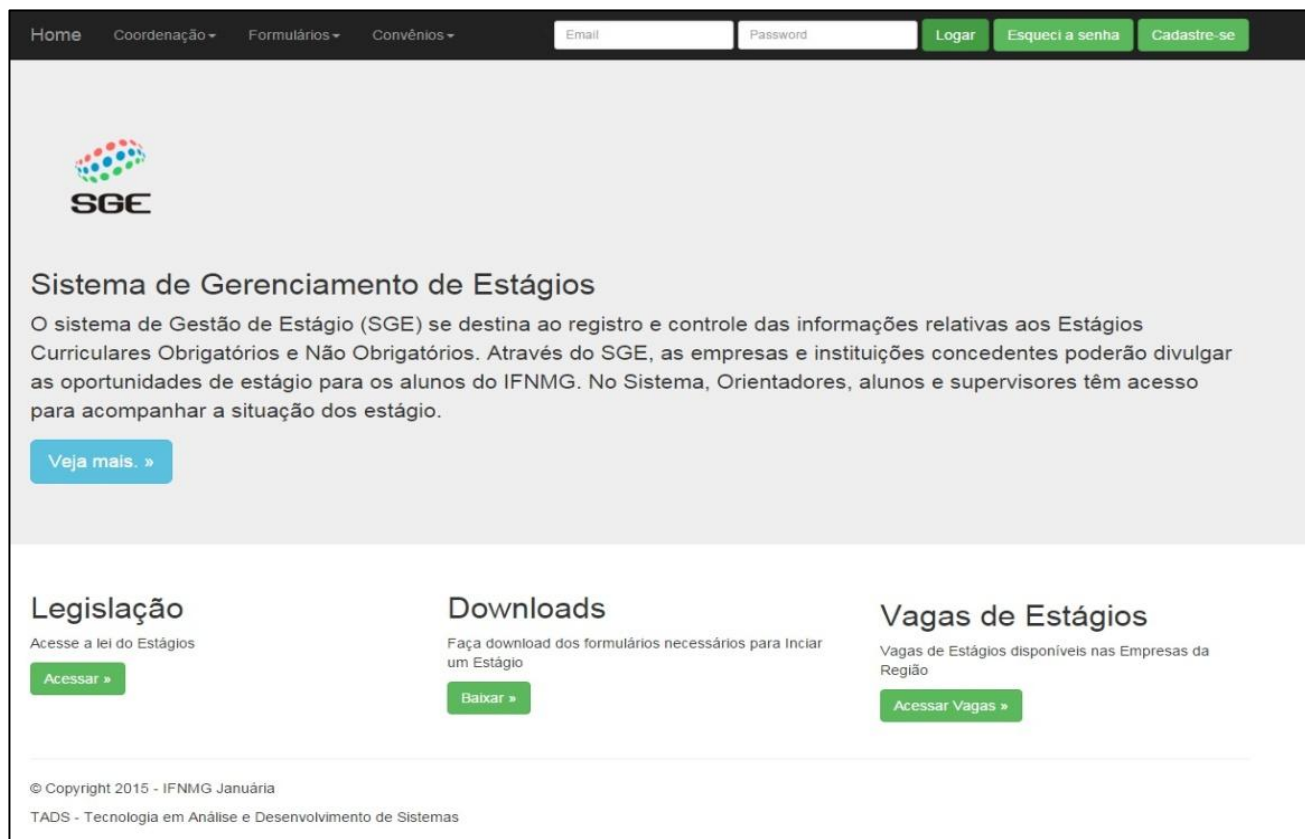 Home Coordenação Formulários Convênios Email Password Logar Esqueci a senha Cadastre-se
SGE
Sistema de Gerenciamento de Estágios
O sistema de Gestão de Estágio (SGE) se destina ao registro e controle das informações relativas aos Estágios
Curriculares Obrigatórios e Não Obrigatórios. Através do SGE, as empresas e instituições concedentes poderão divulgar
as oportunidades de estágio para os alunos do IFNMG. No Sistema, Orientadores, alunos e supervisores têm acesso
para acompanhar a situação dos estágio.
Veja mais. »
Legislação
Acesse a lei do Estágios
Acessar »
Downloads
Faça download dos formulários necessários para Inciar
um Estágio
Baixar »
Vagas de Estágios
Vagas de Estágios disponíveis nas Empresas da
Região
Acessar Vagas »
© Copyright 2015 - IFNMG Januária
TADS - Tecnologia em Análise e Desenvolvimento de Sistemas